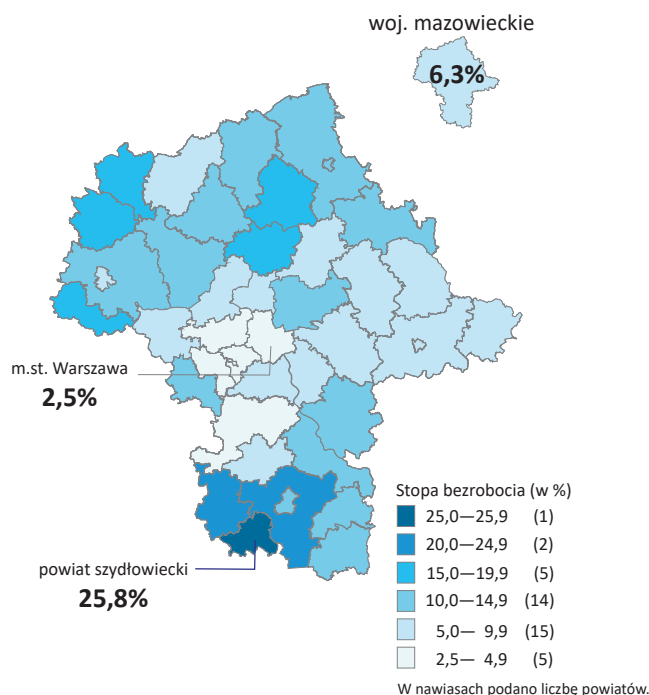 woj. mazowieckie
6,3%
m.st. Warszawa
2,5%
powiat szydłowiecki
25,8%
Stopa bezrobocia (w %)
25,0—25,9 (1)
20,0—24,9 (2)
15,0—19,9 (5)
10,0—14,9 (14)
5,0— 9,9 (15)
2,5— 4,9 (5)
W nawiasach podano liczbę powiatów.